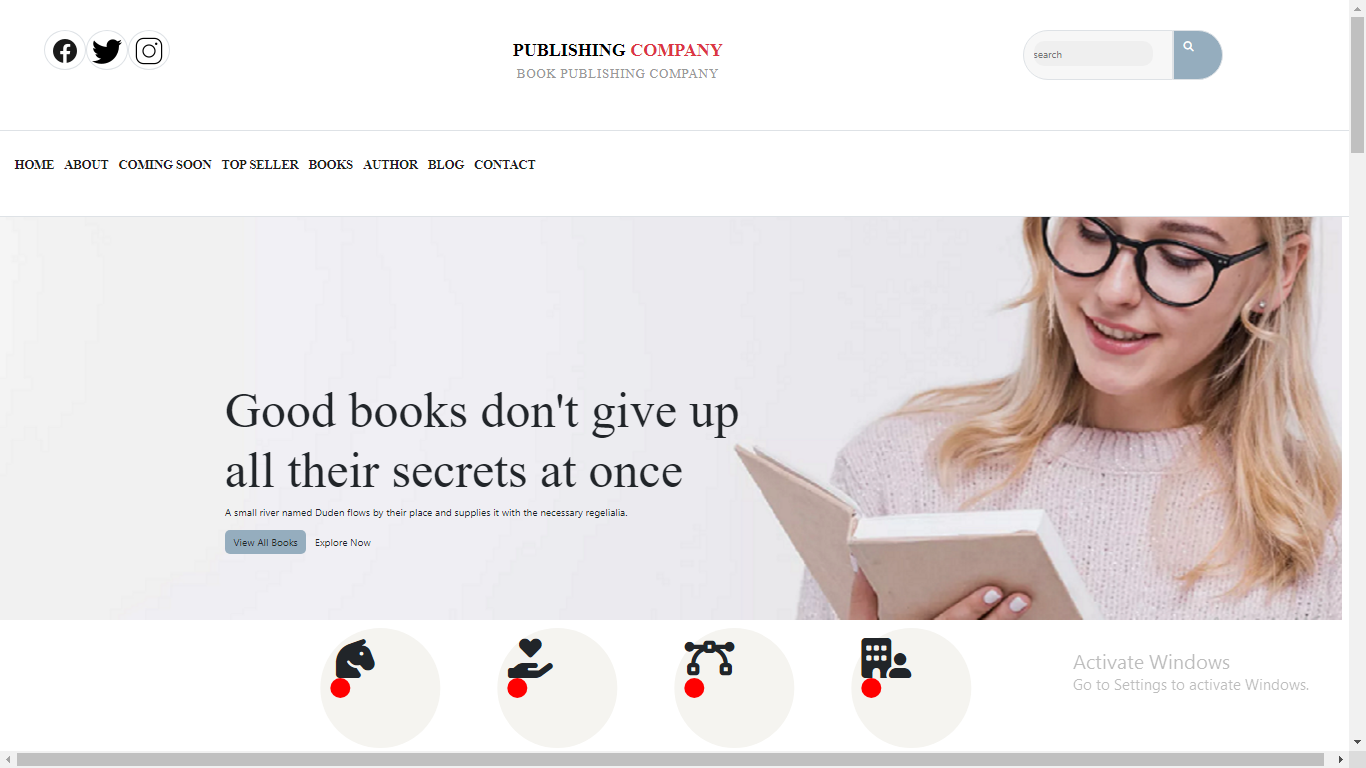 PUBLISHING COMPANY
BOOK PUBLISHING COMPANY
search
HOME ABOUT COMING SOON TOP SELLER BOOKS AUTHOR BLOG CONTACT
Good books don't give up
all their secrets at once
A small river named Duden flows by their place and supplies it with the necessary regelialia.
View All Books Explore Now
Activate Windows
Go to Settings to activate Windows.